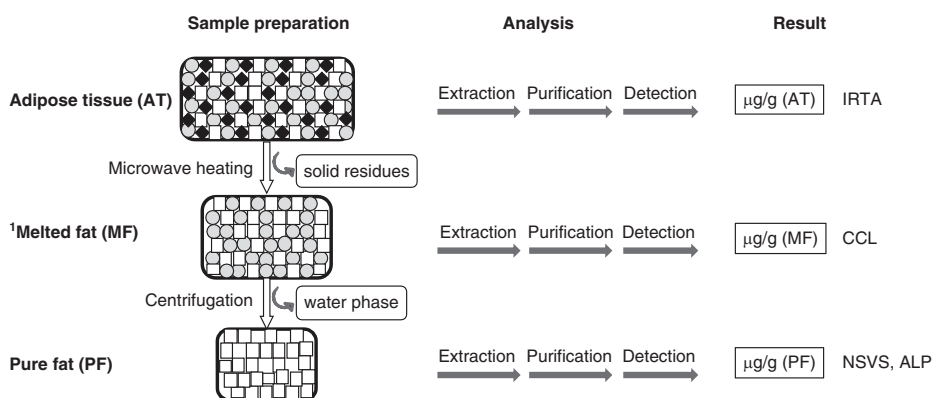 Sample preparation Analysis Result
Adipose tissue (AT) Extraction Purification Detection μg/g (AT) IRTA
Microwave heating solid residues
¹Melted fat (MF) Extraction Purification Detection μg/g (MF) CCL
Centrifugation water phase
Pure fat (PF) Extraction Purification Detection μg/g (PF) NSVS, ALP